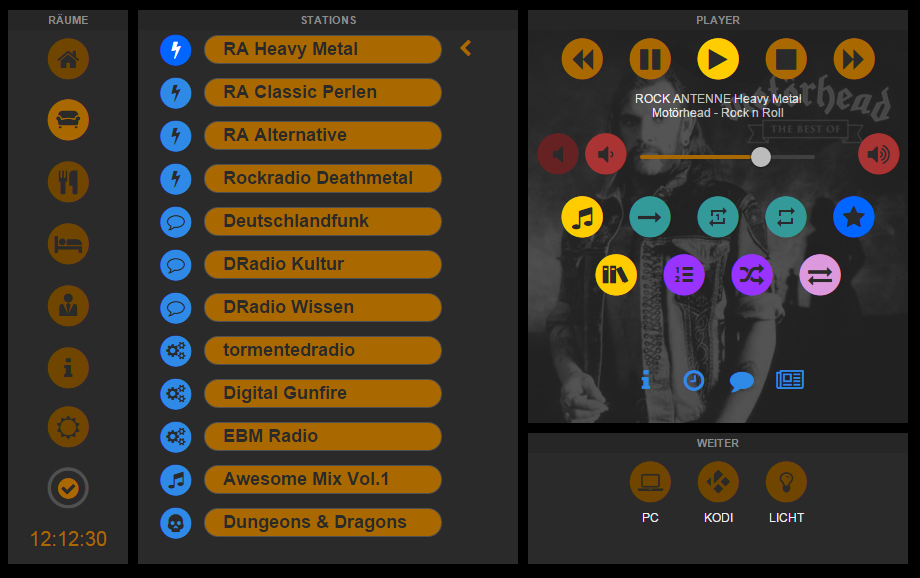 RÄUME
12:12:30
STATIONS
RA Heavy Metal
RA Classic Perlen
RA Alternative
Rockradio Deathmetal
Deutschlandfunk
DRadio Kultur
DRadio Wissen
tormentedradio
Digital Gunfire
EBM Radio
Awesome Mix Vol.1
Dungeons & Dragons
PLAYER
ROCK ANTENNE Heavy Metal
Motörhead - Rock n Roll
Motörhead
THE BEST OF
WEITER
PC
KODI
LICHT